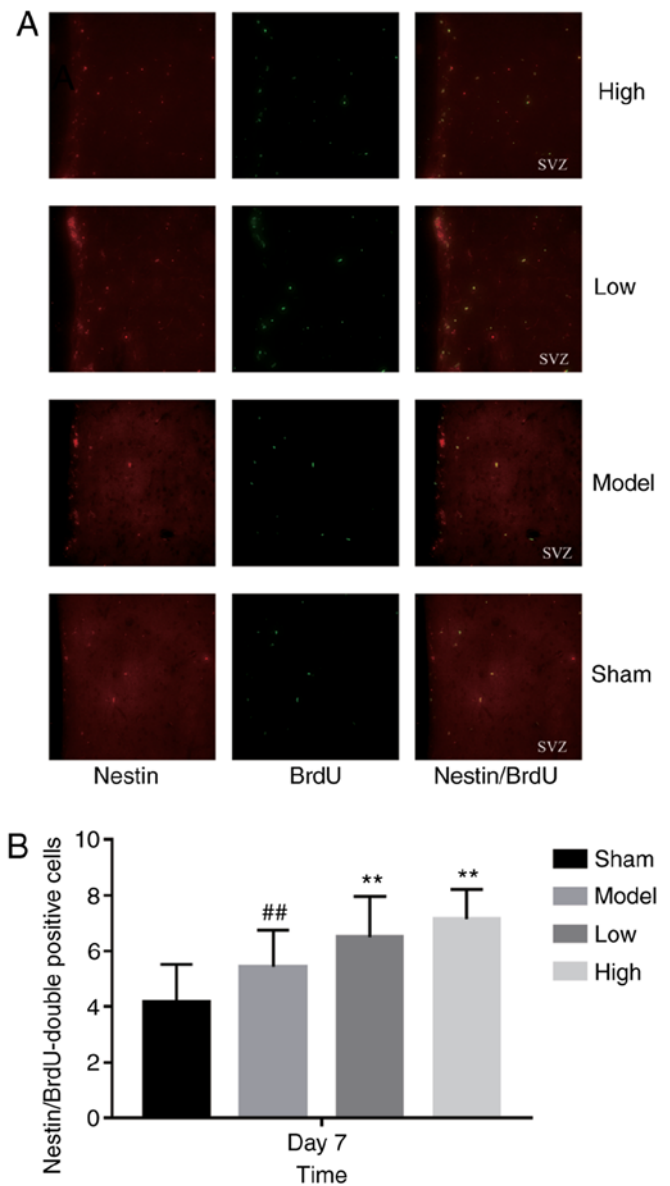 A
A
High
SVZ
Low
SVZ
Model
SVZ
Sham
SVZ
Nestin BrdU Nestin/BrdU
B
Nestin/BrdU-double positive cells
10
8
6
4
2
0
##
**
**
Sham
Model
Low
High
Day 7
Time